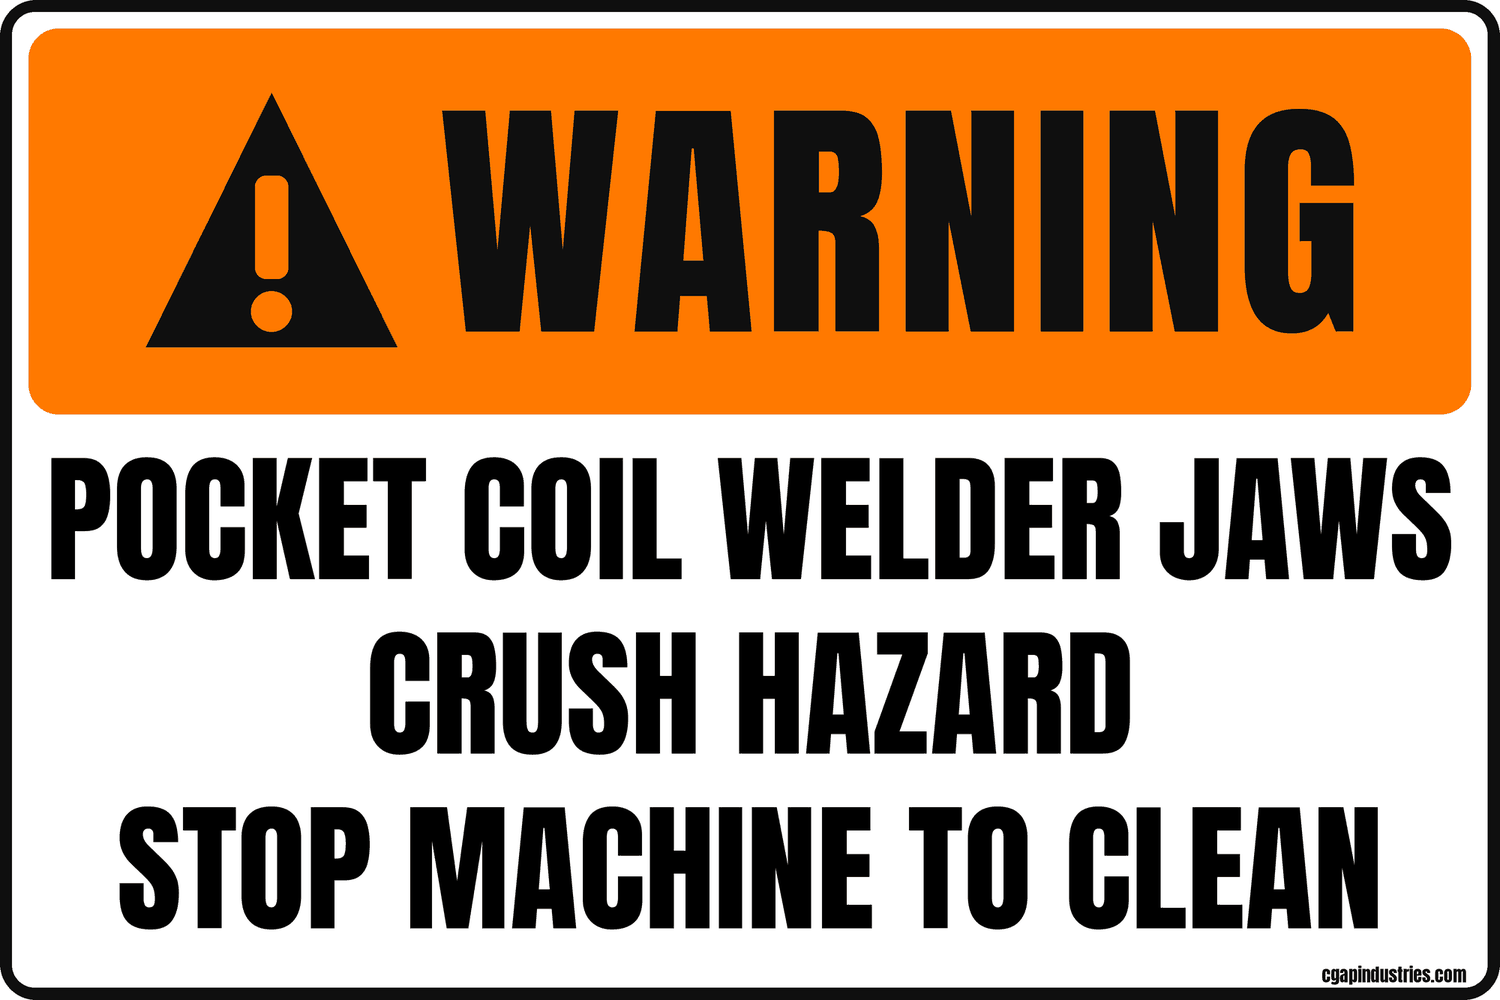 WARNING
POCKET COIL WELDER JAWS
CRUSH HAZARD
STOP MACHINE TO CLEAN
cgapindustries.com